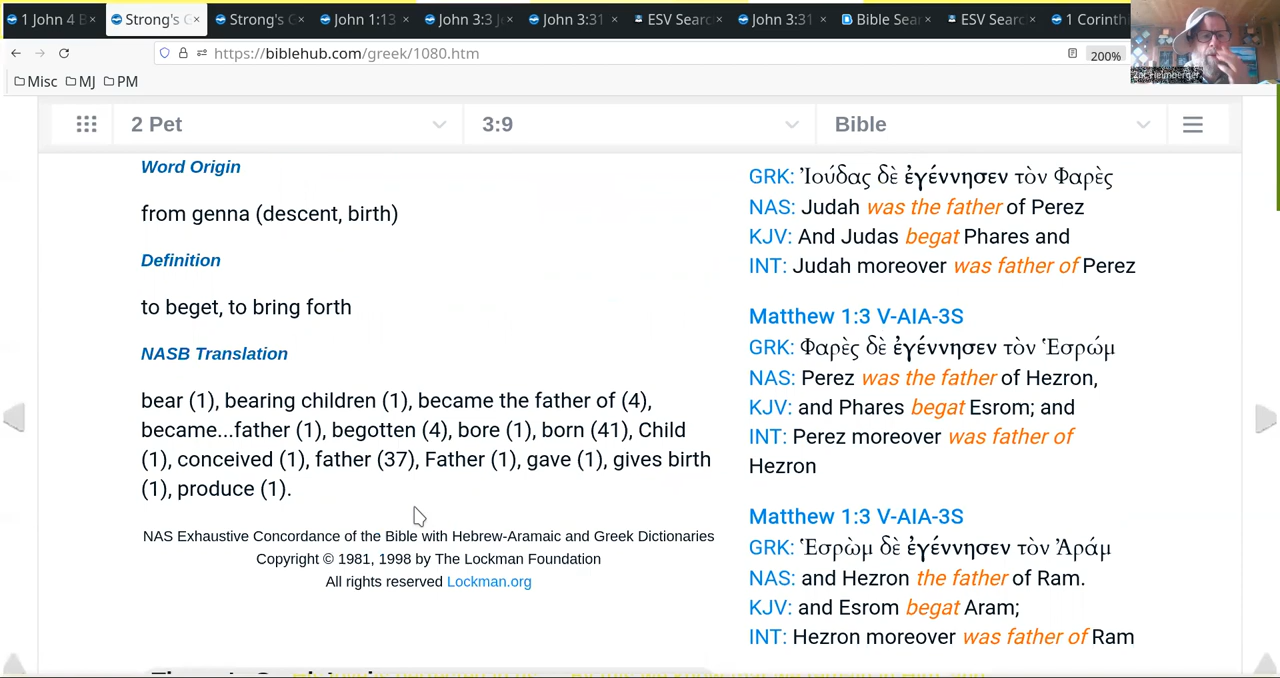 1 John 4 B
Strong's G
Strong's G
John 1:13
John 3:3 J
John 3:31
ESV Searc
John 3:31
Bible Sear
ESV Searc
1 Corinth
https://biblehub.com/greek/1080.htm
200%
Misc
MJ
PM
Zac Heimberger
2 Pet
3:9
Bible
Word Origin
from genna (descent, birth)
Definition
to beget, to bring forth
NASB Translation
bear (1), bearing children (1), became the father of (4),
became...father (1), begotten (4), bore (1), born (41), Child
(1), conceived (1), father (37), Father (1), gave (1), gives birth
(1), produce (1).
NAS Exhaustive Concordance of the Bible with Hebrew-Aramaic and Greek Dictionaries
Copyright © 1981, 1998 by The Lockman Foundation
All rights reserved Lockman.org
GRK: Ἰούδας δὲ ἐγέννησεν τὸν Φαρὲς
NAS: Judah was the father of Perez
KJV: And Judas begat Phares and
INT: Judah moreover was father of Perez
Matthew 1:3 V-AIA-3S
GRK: Φαρὲς δὲ ἐγέννησεν τὸν Ἑσρώμ
NAS: Perez was the father of Hezron,
KJV: and Phares begat Esrom; and
INT: Perez moreover was father of
Hezron
Matthew 1:3 V-AIA-3S
GRK: Ἑσρὼμ δὲ ἐγέννησεν τὸν Ἀράμ
NAS: and Hezron the father of Ram.
KJV: and Esrom begat Aram;
INT: Hezron moreover was father of Ram